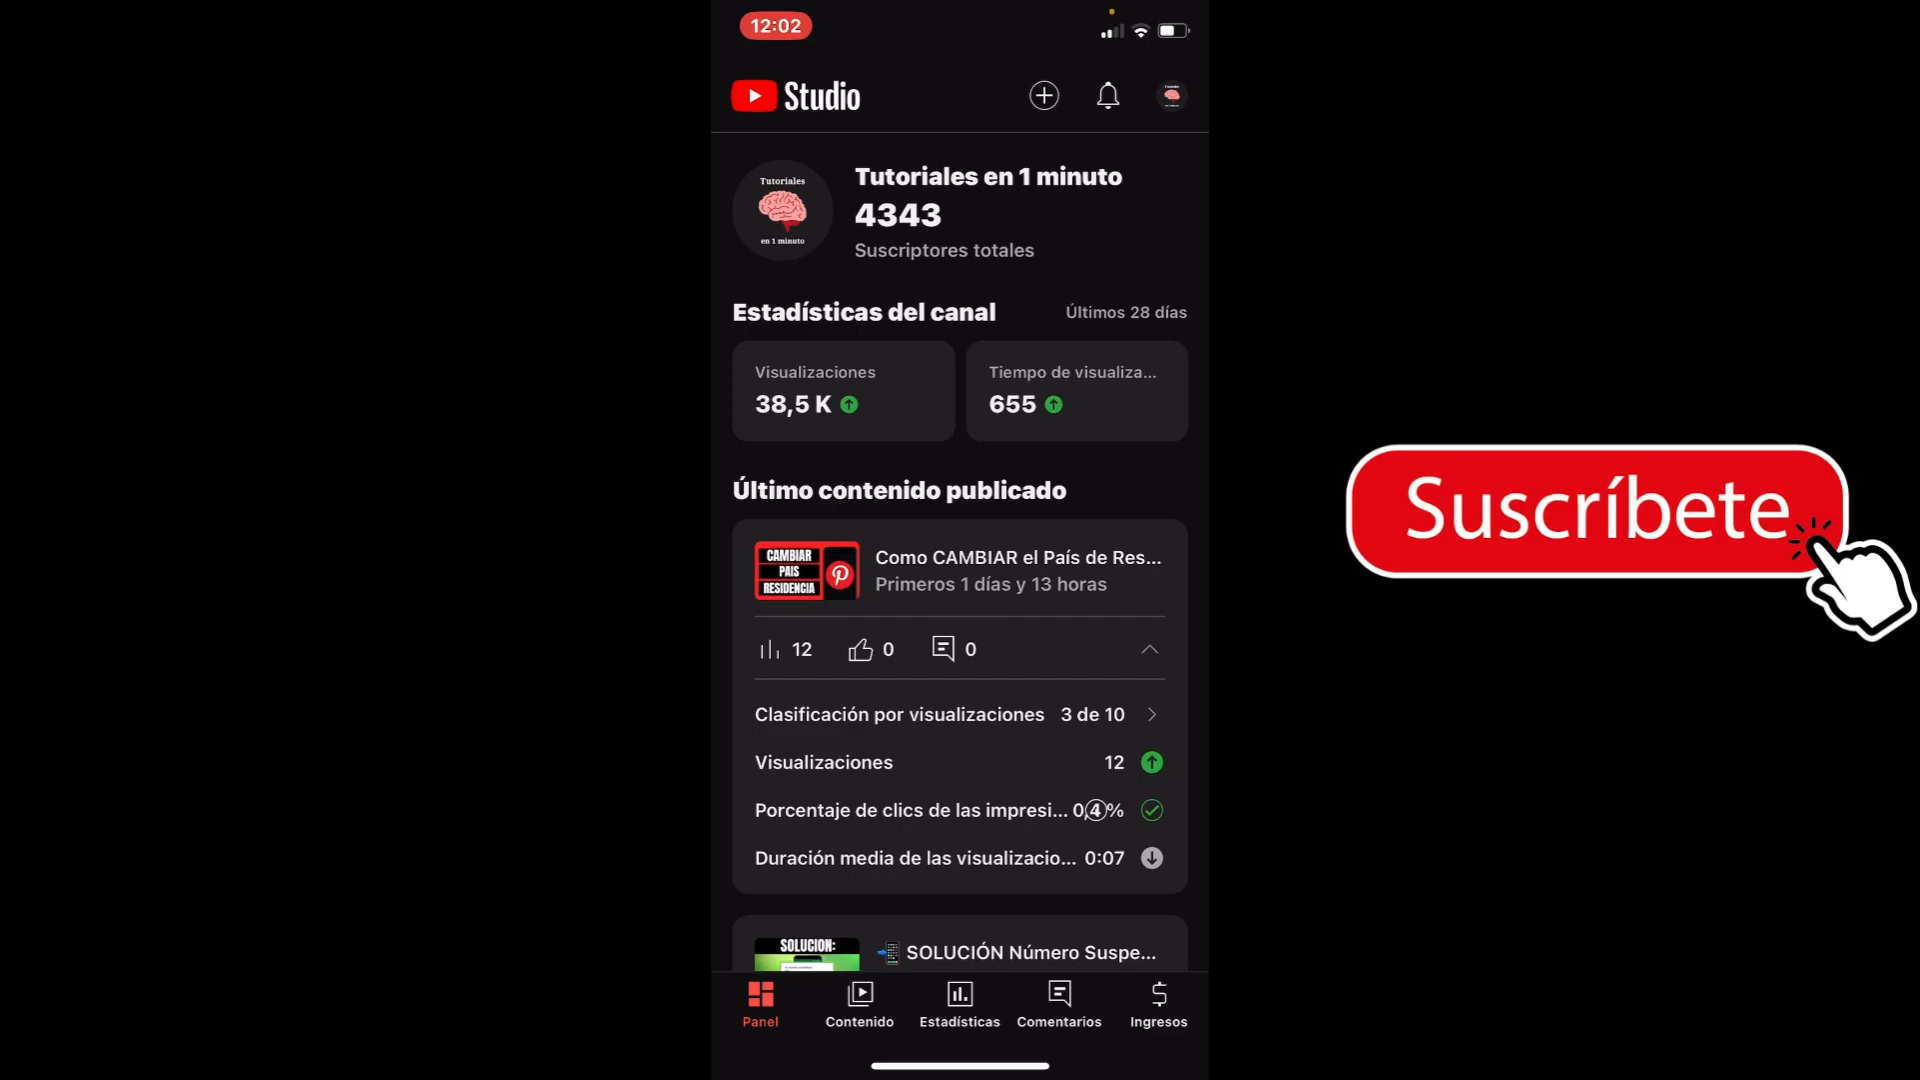 12:02
Studio
Tutoriales
en 1 minuto
Tutoriales en 1 minuto
4343
Suscriptores totales
Estadísticas del canal
Últimos 28 días
Visualizaciones
38,5 K
Tiempo de visualiza...
655
Último contenido publicado
CAMBIAR
PAIS
RESIDENCIA
Como CAMBIAR el País de Res...
Primeros 1 días y 13 horas
12
0
0
Clasificación por visualizaciones 3 de 10
Visualizaciones 12
Porcentaje de clics de las impresi... 0,4 %
Duración media de las visualizacio... 0:07
SOLUCION:
SOLUCIÓN Número Suspe...
Panel
Contenido
Estadísticas
Comentarios
Ingresos
Suscríbete